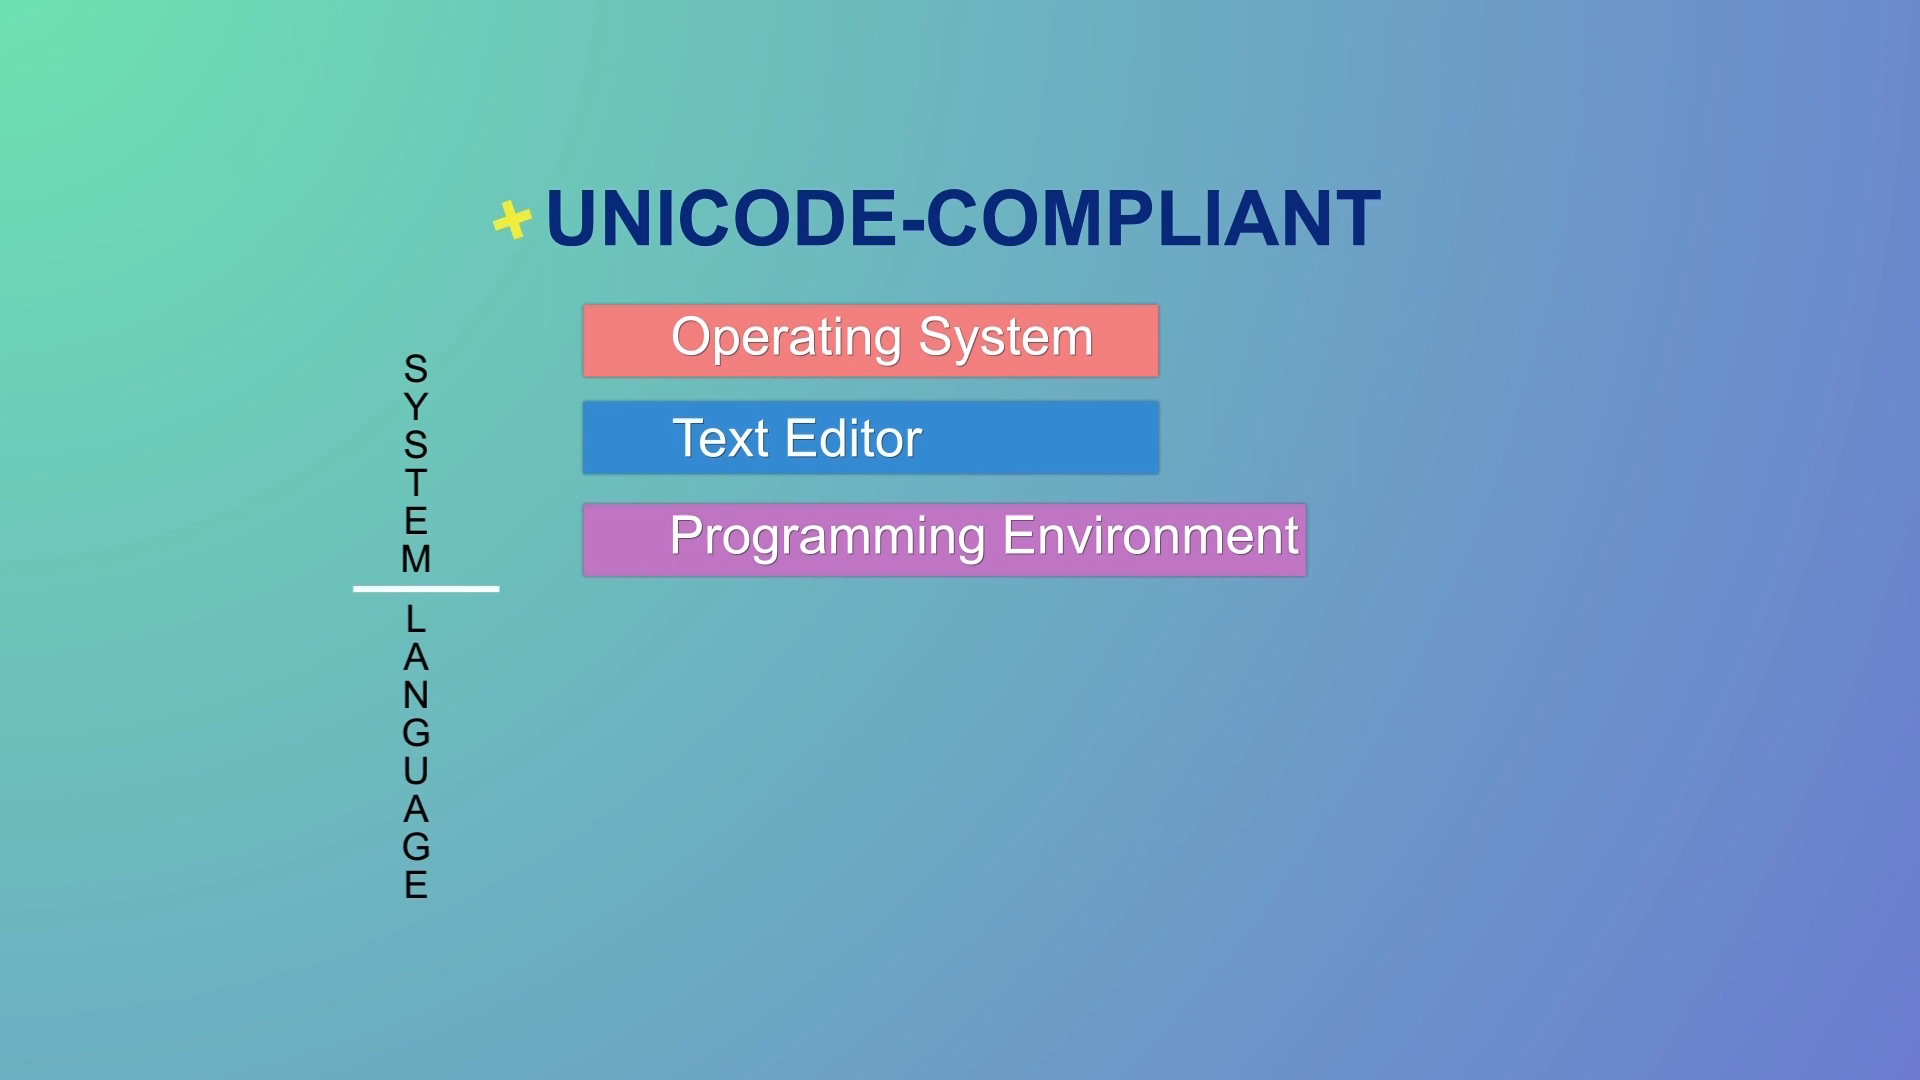 + UNICODE-COMPLIANT
Operating System
Text Editor
Programming Environment
SYSTEM
LANGUAGE